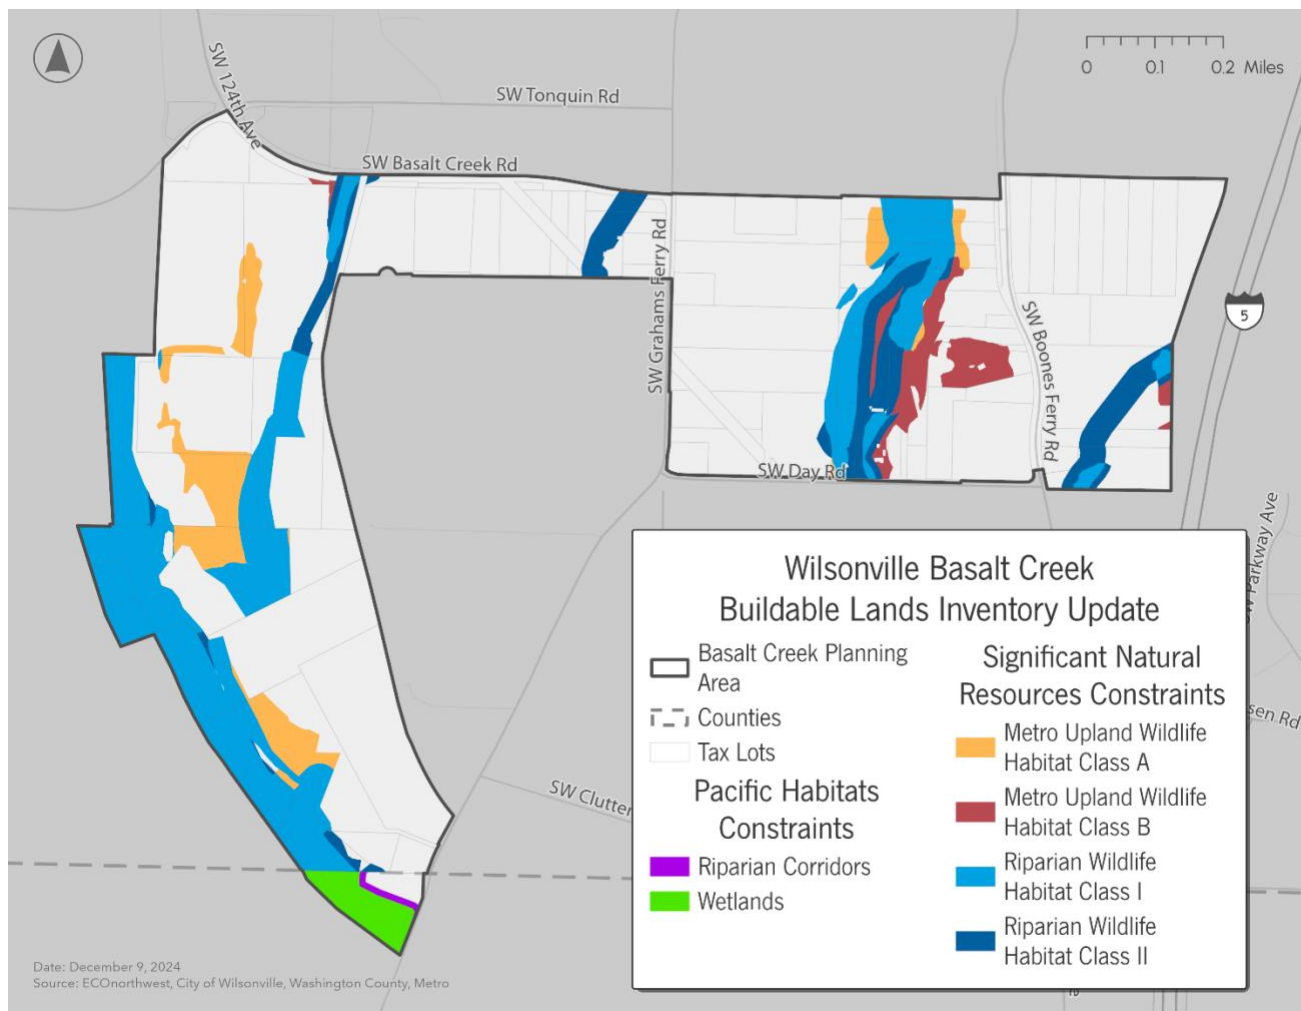 SW 124th Ave
SW Tonquin Rd
0 0.1 0.2 Miles
SW Basalt Creek Rd
SW Grahams Ferry Rd
SW Boones Ferry Rd
5
SW Day Rd
SW Parkway Ave
SW Clutter
sen Rd
Wilsonville Basalt Creek
Buildable Lands Inventory Update
Basalt Creek Planning
Area
Counties
Tax Lots
Pacific Habitats
Constraints
Riparian Corridors
Wetlands
Significant Natural
Resources Constraints
Metro Upland Wildlife
Habitat Class A
Metro Upland Wildlife
Habitat Class B
Riparian Wildlife
Habitat Class I
Riparian Wildlife
Habitat Class II
Date: December 9, 2024
Source: ECOnorthwest, City of Wilsonville, Washington County, Metro